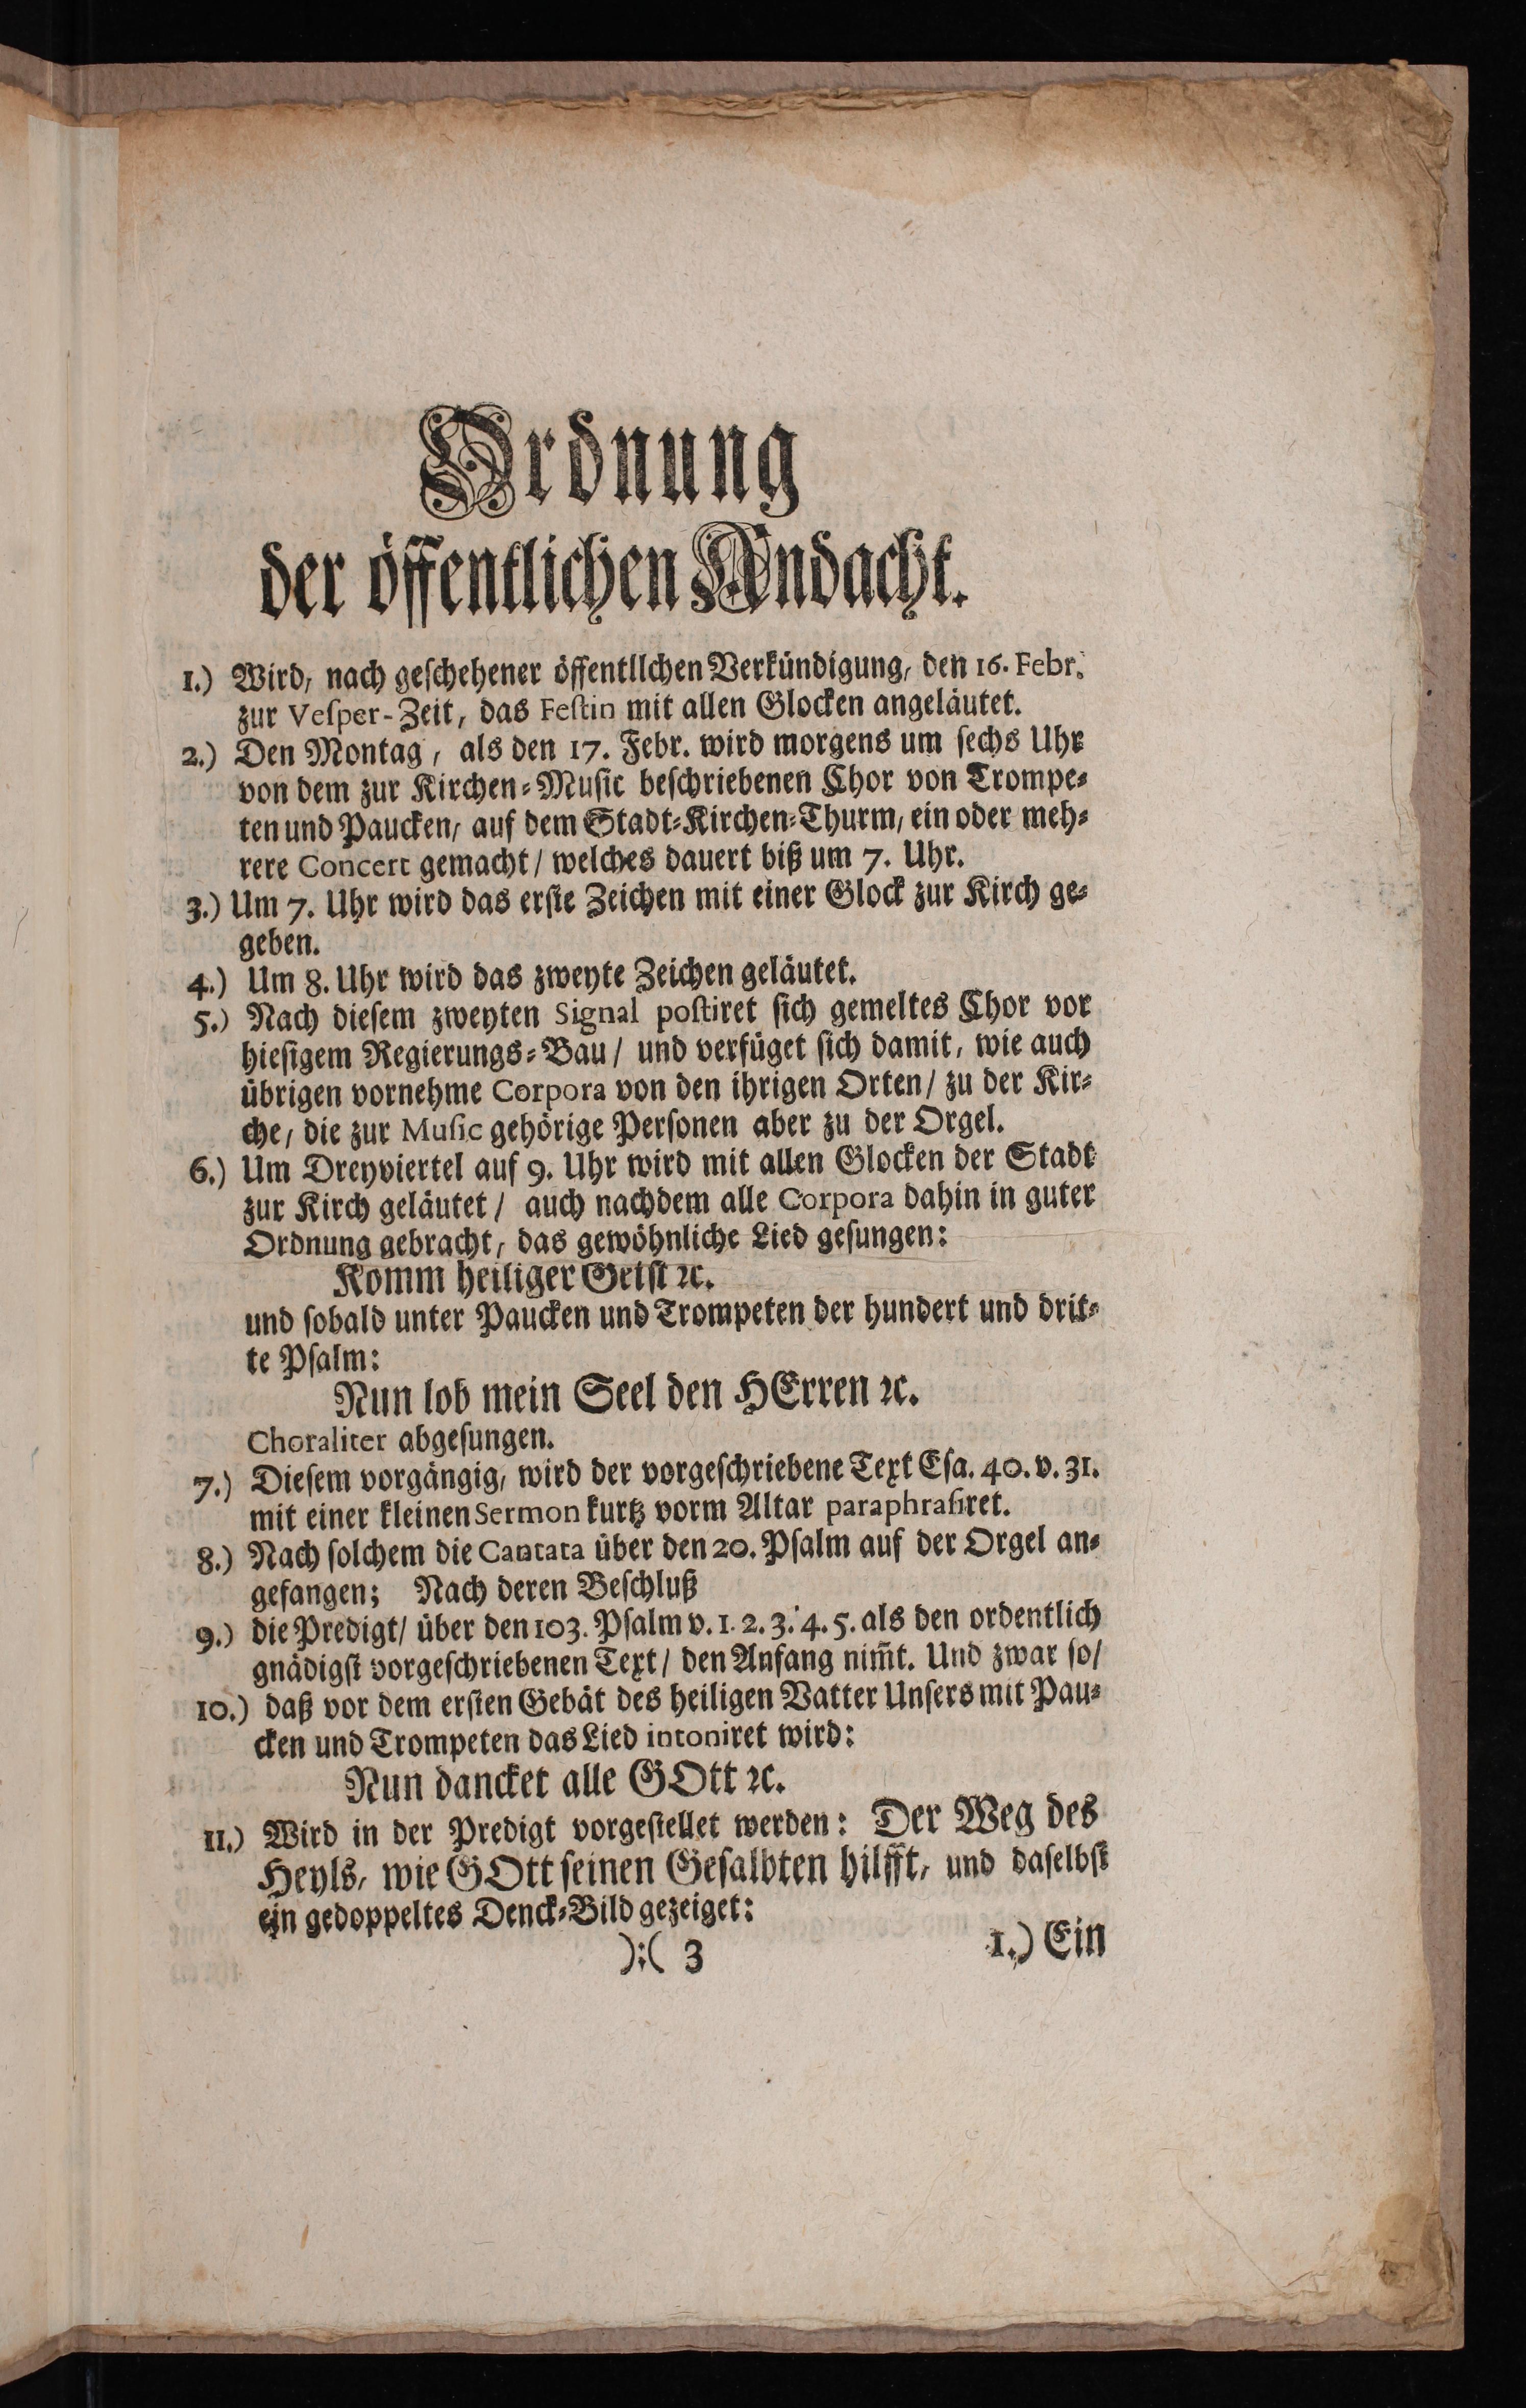 Ordnung
der öffentlichen Andacht.
1.) Wird, nach geſchehener öffentllchen Verkündigung, den 16. Febr.
zur Veſper-Zeit, das Feſtin mit allen Glocken angeläutet.
2.) Den Montag, als den 17. Febr. wird morgens um ſechs Uhr
von dem zur Kirchen-Muſic beſchriebenen Chor von Trompe-
ten und Paucken, auf dem Stadt-Kirchen-Thurm, ein oder meh-
rere Concert gemacht / welches dauert biß um 7. Uhr.
3.) Um 7. Uhr wird das erſte Zeichen mit einer Glock zur Kirch ge-
geben.
4.) Um 8. Uhr wird das zweyte Zeichen geläutet.
5.) Nach dieſem zweyten Signal poſtiret ſich gemeltes Chor vor
hieſigem Regierungs-Bau / und verfüget ſich damit, wie auch
übrigen vornehme Corpora von den ihrigen Orten / zu der Kir-
che, die zur Muſic gehörige Perſonen aber zu der Orgel.
6.) Um Dreyviertel auf 9. Uhr wird mit allen Glocken der Stadt
zur Kirch geläutet / auch nachdem alle Corpora dahin in guter
Ordnung gebracht, das gewöhnliche Lied geſungen:
Komm heiliger Geiſt ꝛc.
und ſobald unter Paucken und Trompeten der hundert und drit-
te Pſalm:
Nun lob mein Seel den HErren ꝛc.
Choraliter abgeſungen.
7.) Dieſem vorgängig, wird der vorgeſchriebene Text Eſa. 40. v. 31.
mit einer kleinen Sermon kurtz vorm Altar paraphraſiret.
8.) Nach ſolchem die Cantata über den 20. Pſalm auf der Orgel an-
gefangen; Nach deren Beſchluß
9.) die Predigt / über den 103. Pſalm v. 1. 2. 3. 4. 5. als den ordentlich
gnädigſt vorgeſchriebenen Text / den Anfang nim̃t. Und zwar ſo /
10.) daß vor dem erſten Gebät des heiligen Vatter Unſers mit Pau-
cken und Trompeten das Lied intoniret wird:
Nun dancket alle GOtt ꝛc.
11.) Wird in der Predigt vorgeſtellet werden: Der Weg des
Heyls, wie GOtt ſeinen Geſalbten hilfft, und daſelbſt
ein gedoppeltes Denck-Bild gezeiget:
):( 3 1.) Ein